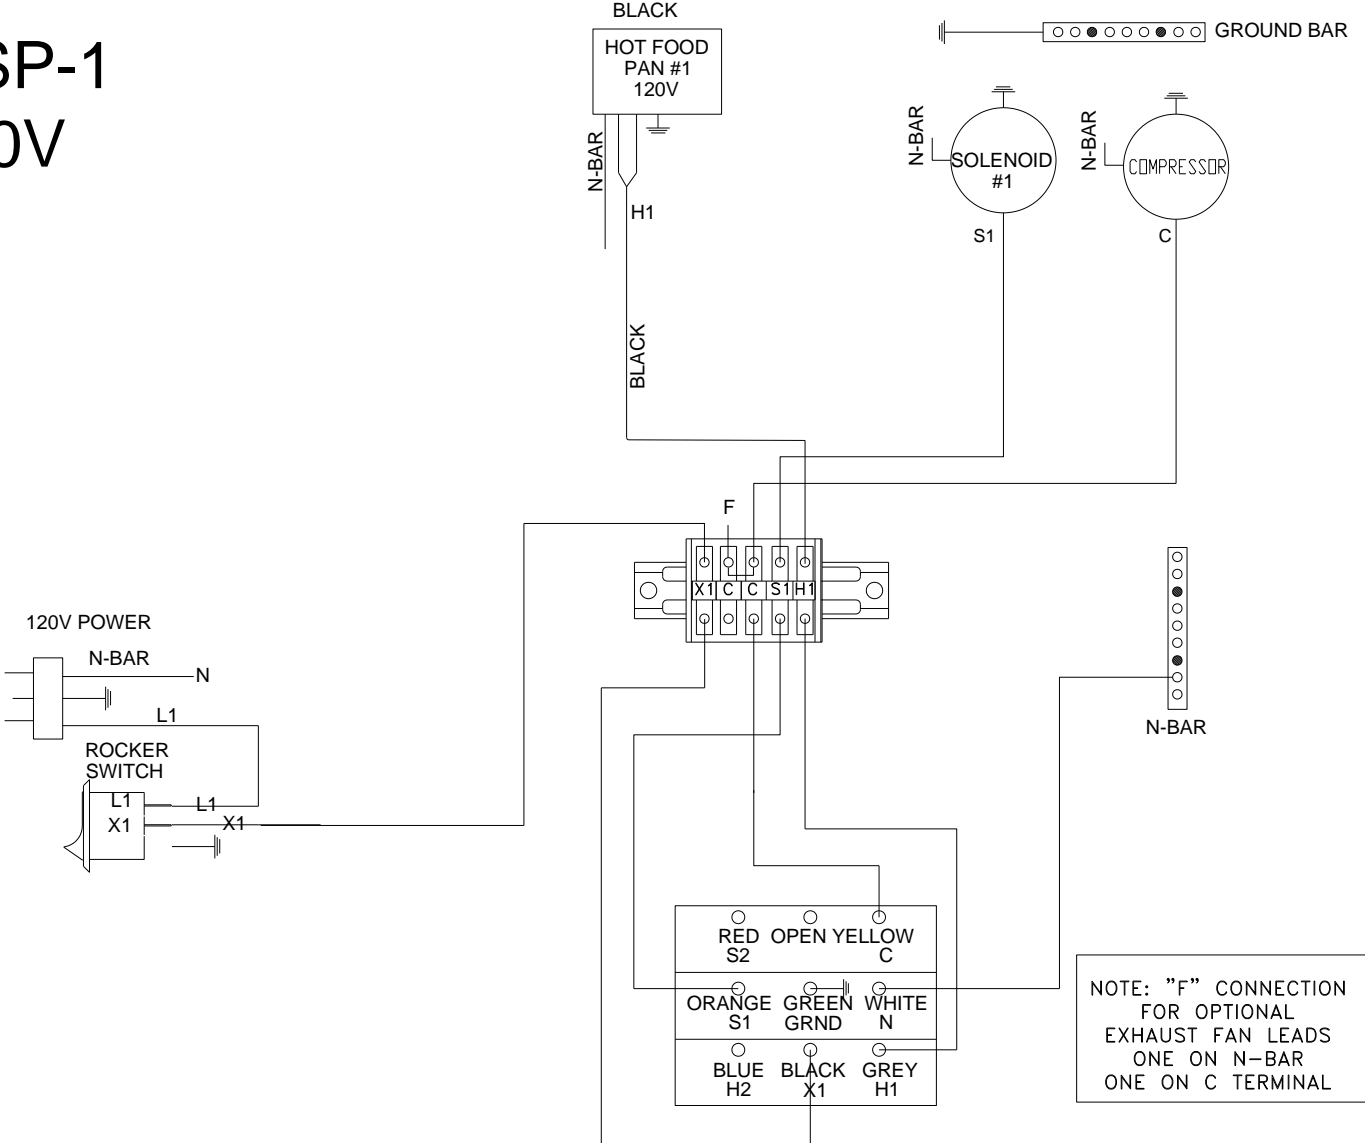 SP-1
0V
BLACK
HOT FOOD
PAN #1
120V
N-BAR
H1
BLACK
GROUND BAR
N-BAR
SOLENOID
#1
S1
N-BAR
COMPRESSOR
C
F
X1 C C S1 H1
120V POWER
N-BAR
N
L1
ROCKER
SWITCH
L1
L1
X1
X1
N-BAR
RED OPEN YELLOW
S2 C
ORANGE GREEN WHITE
S1 GRND N
BLUE BLACK GREY
H2 X1 H1
NOTE: ”F” CONNECTION
FOR OPTIONAL
EXHAUST FAN LEADS
ONE ON N-BAR
ONE ON C TERMINAL